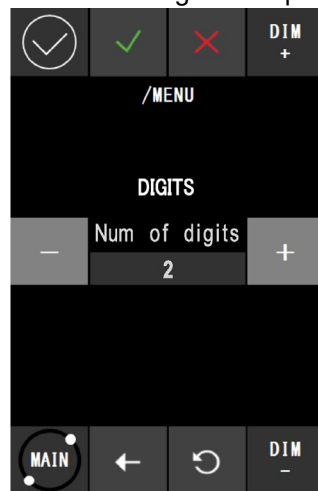 DIM
+
/MENU
DIGITS
Num of digits
−
2
+
MAIN
DIM
−